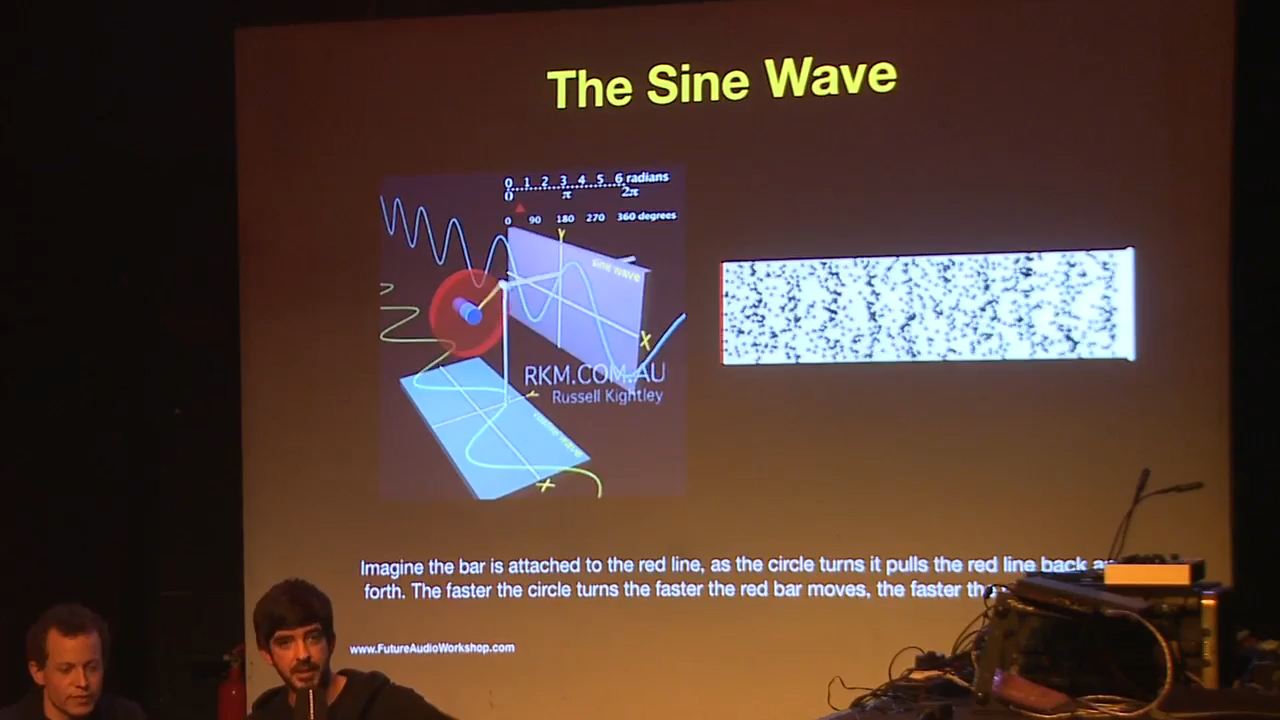 The Sine Wave
0 1 2 3 4 5 6 radians
0 π 2π
0 90 180 270 360 degrees
Y
sine wave
X
RKM.COM.AU
Russell Kightley
X
Imagine the bar is attached to the red line, as the circle turns it pulls the red line back
forth. The faster the circle turns the faster the red bar moves, the faster
www.FutureAudioWorkshop.com